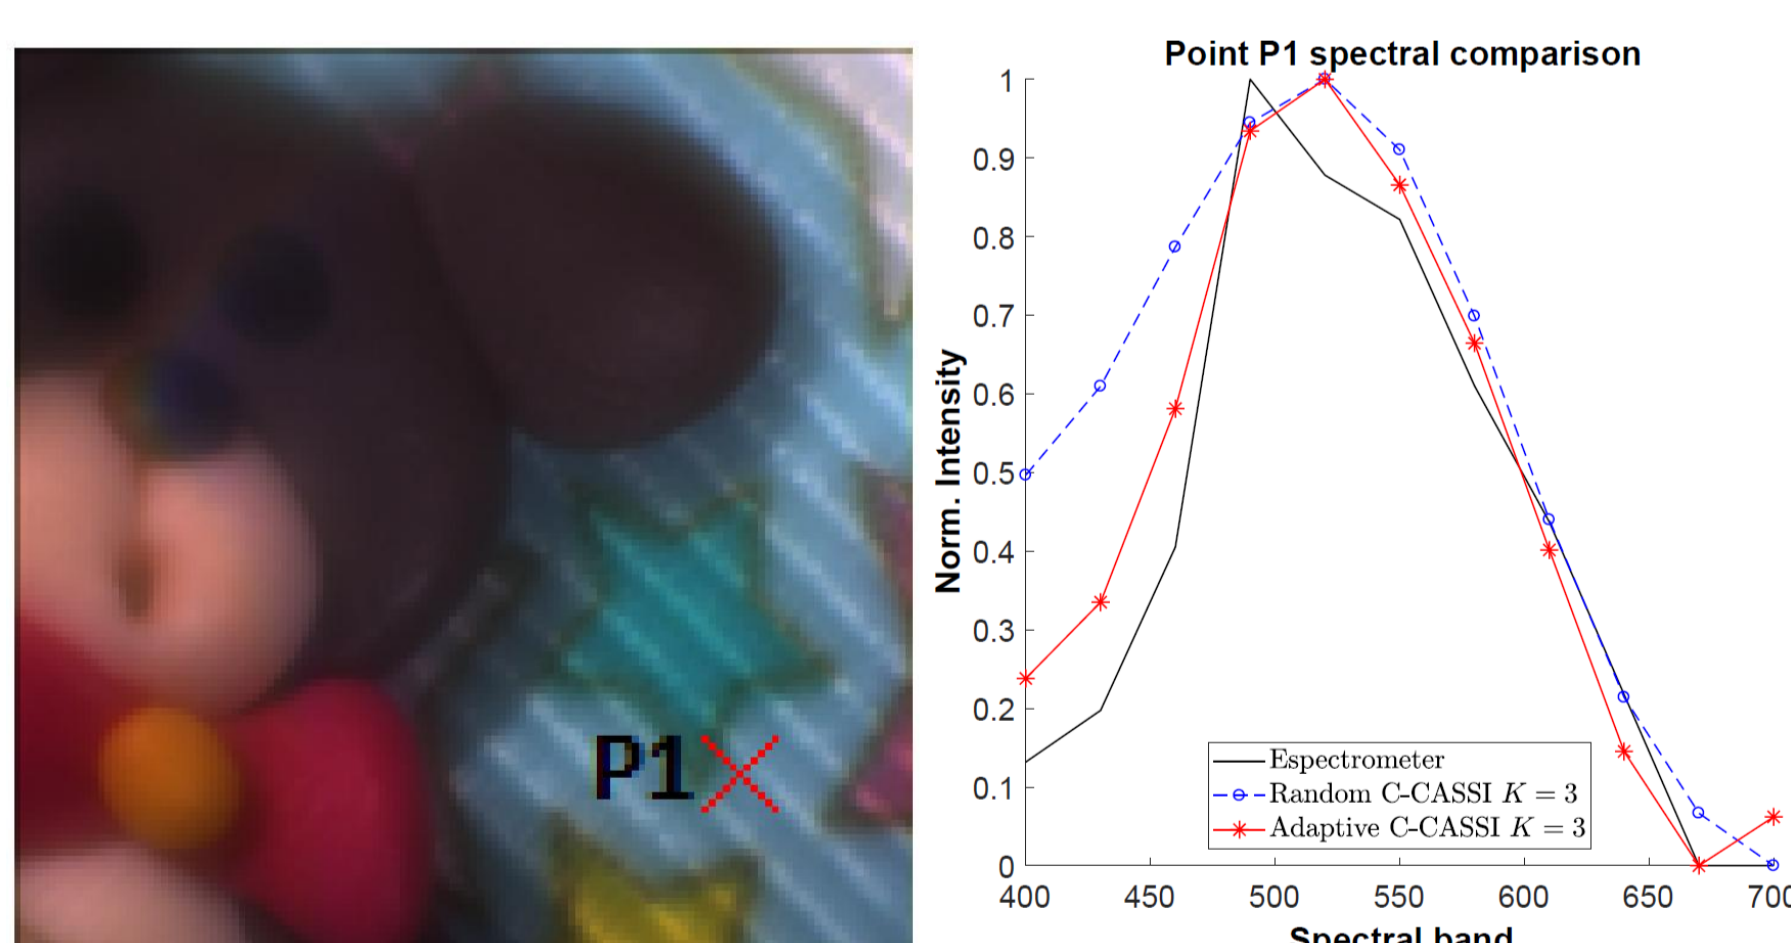 Point P1 spectral comparison
1
0.9
0.8
0.7
0.6
0.5
0.4
0.3
0.2
0.1
0
Norm. Intensity
P1
Espectrometer
Random C-CASSI K = 3
Adaptive C-CASSI K = 3
400 450 500 550 600 650 700
Spectral band